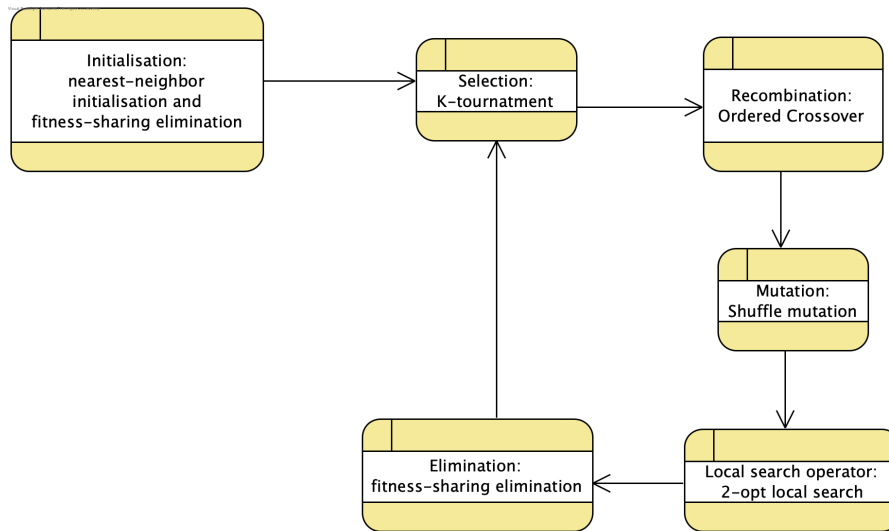 Initialisation:
nearest-neighbor
initialisation and
fitness-sharing elimination
Selection:
K-tournatment
Recombination:
Ordered Crossover
Mutation:
Shuffle mutation
Local search operator:
2-opt local search
Elimination:
fitness-sharing elimination